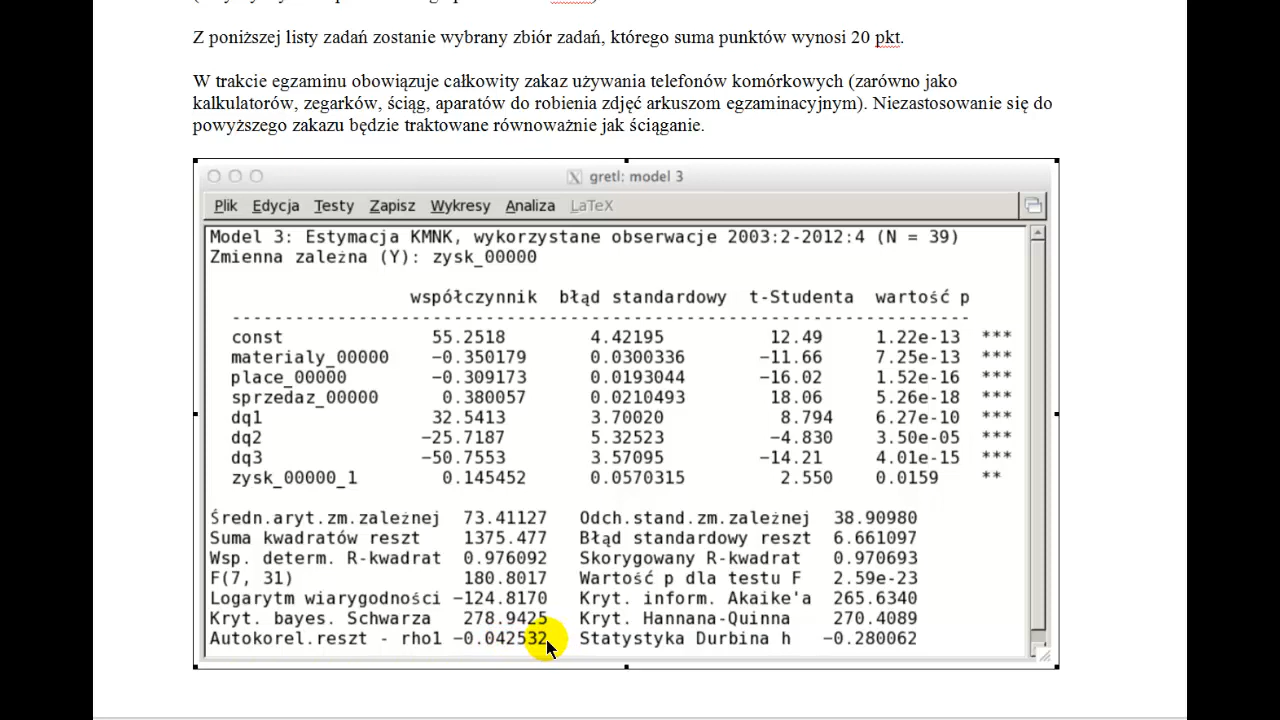 Z poniższej listy zadań zostanie wybrany zbiór zadań, którego suma punktów wynosi 20 pkt.
W trakcie egzaminu obowiązuje całkowity zakaz używania telefonów komórkowych (zarówno jako
kalkulatorów, zegarków, ściąg, aparatów do robienia zdjęć arkuszom egzaminacyjnym). Niezastosowanie się do
powyższego zakazu będzie traktowane równoważnie jak ściąganie.
gretl: model 3
Plik Edycja Testy Zapisz Wykresy Analiza LaTeX
Model 3: Estymacja KMNK, wykorzystane obserwacje 2003:2-2012:4 (N = 39)
Zmienna zależna (Y): zysk_00000
współczynnik błąd standardowy t-Studenta wartość p
-----------------------------------------------------------------------
const 55.2518 4.42195 12.49 1.22e-13 ***
materialy_00000 −0.350179 0.0300336 −11.66 7.25e-13 ***
place_00000 −0.309173 0.0193044 −16.02 1.52e-16 ***
sprzedaz_00000 0.380057 0.0210493 18.06 5.26e-18 ***
dq1 32.5413 3.70020 8.794 6.27e-10 ***
dq2 −25.7187 5.32523 −4.830 3.50e-05 ***
dq3 −50.7553 3.57095 −14.21 4.01e-15 ***
zysk_00000_1 0.145452 0.0570315 2.550 0.0159 **
Średn.aryt.zm.zależnej 73.41127 Odch.stand.zm.zależnej 38.90980
Suma kwadratów reszt 1375.477 Błąd standardowy reszt 6.661097
Wsp. determ. R-kwadrat 0.976092 Skorygowany R-kwadrat 0.970693
F(7, 31) 180.8017 Wartość p dla testu F 2.59e-23
Logarytm wiarygodności −124.8170 Kryt. inform. Akaike'a 265.6340
Kryt. bayes. Schwarza 278.9425 Kryt. Hannana-Quinna 270.4089
Autokorel.reszt - rho1 −0.042532 Statystyka Durbina h −0.280062